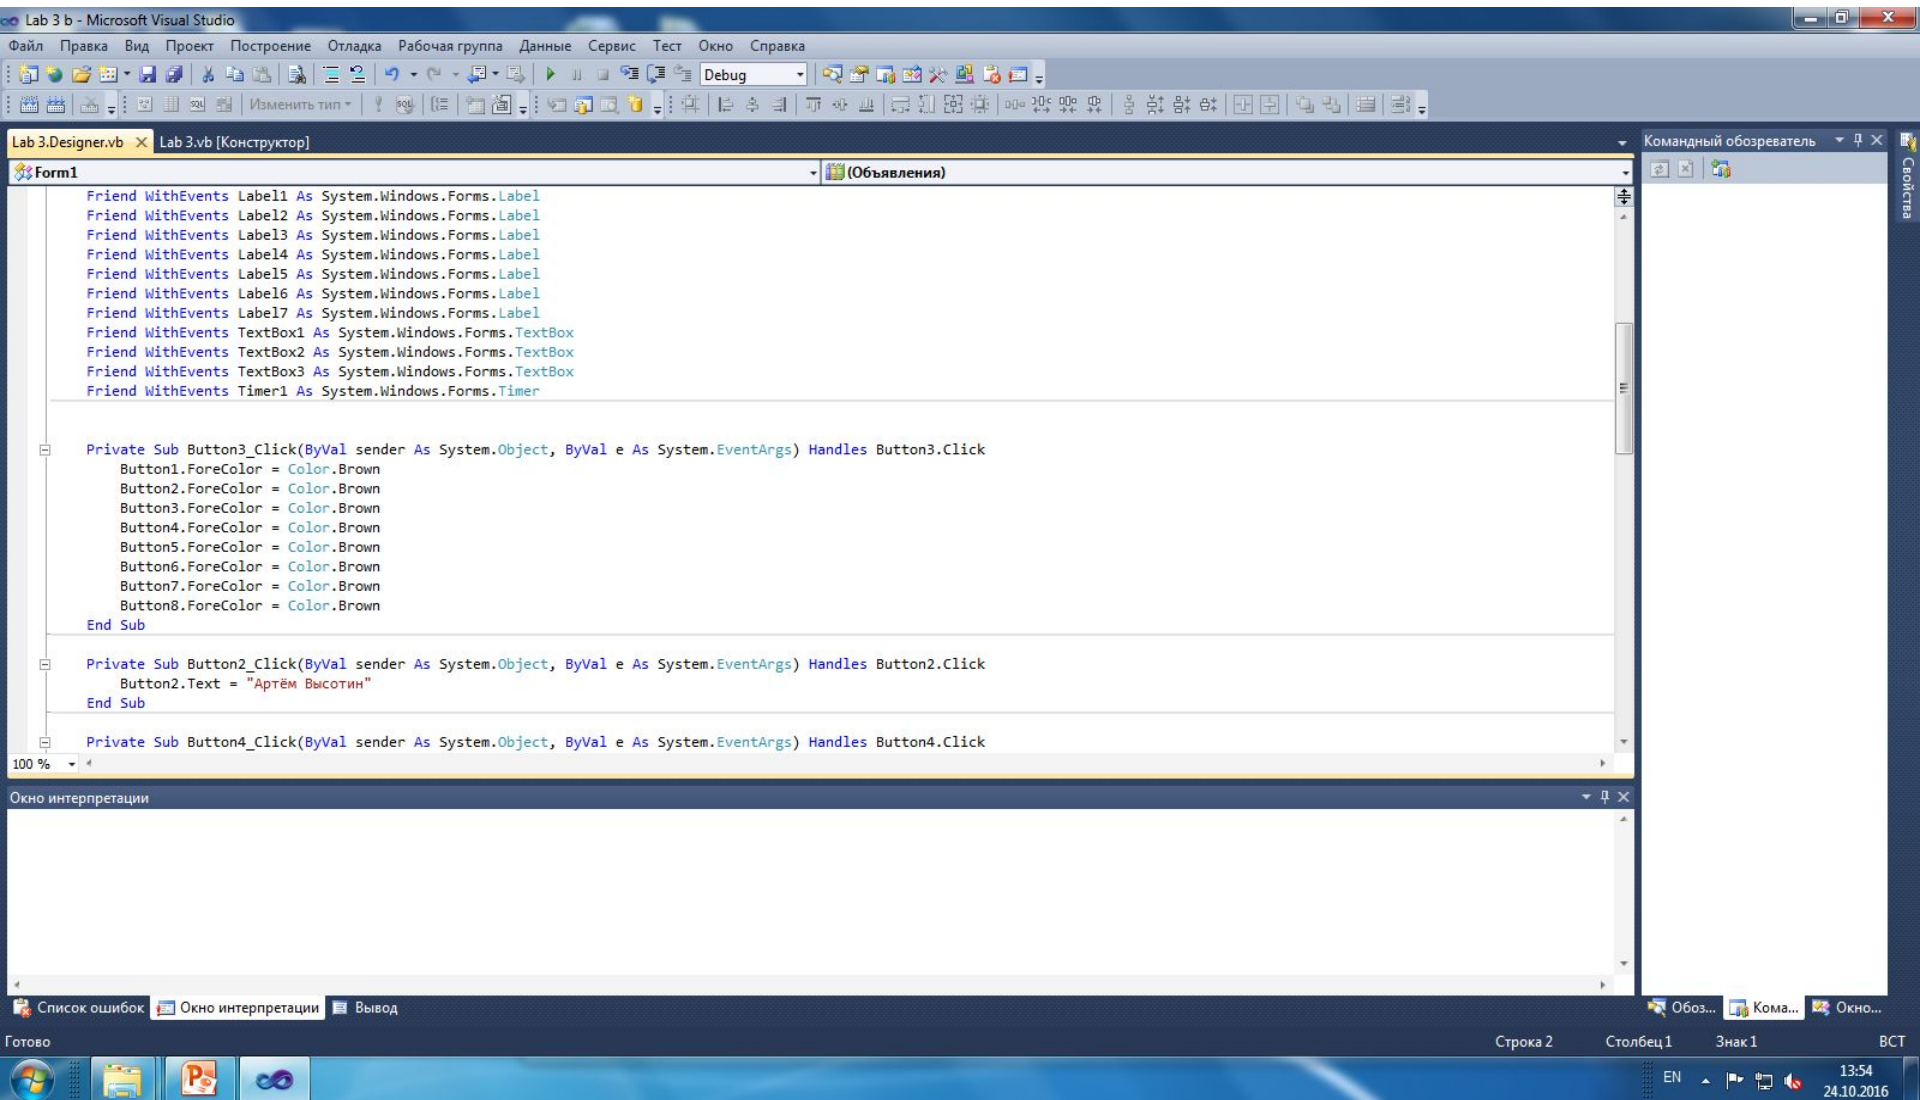 Lab 3 b - Microsoft Visual Studio
Файл Правка Вид Проект Построение Отладка Рабочая группа Данные Сервис Тест Окно Справка
Debug
Изменить тип
Lab 3.Designer.vb Lab 3.vb [Конструктор]
Командный обозреватель
Свойства
Form1 (Объявления)
Friend WithEvents Label1 As System.Windows.Forms.Label
Friend WithEvents Label2 As System.Windows.Forms.Label
Friend WithEvents Label3 As System.Windows.Forms.Label
Friend WithEvents Label4 As System.Windows.Forms.Label
Friend WithEvents Label5 As System.Windows.Forms.Label
Friend WithEvents Label6 As System.Windows.Forms.Label
Friend WithEvents Label7 As System.Windows.Forms.Label
Friend WithEvents TextBox1 As System.Windows.Forms.TextBox
Friend WithEvents TextBox2 As System.Windows.Forms.TextBox
Friend WithEvents TextBox3 As System.Windows.Forms.TextBox
Friend WithEvents Timer1 As System.Windows.Forms.Timer
Private Sub Button3_Click(ByVal sender As System.Object, ByVal e As System.EventArgs) Handles Button3.Click
Button1.ForeColor = Color.Brown
Button2.ForeColor = Color.Brown
Button3.ForeColor = Color.Brown
Button4.ForeColor = Color.Brown
Button5.ForeColor = Color.Brown
Button6.ForeColor = Color.Brown
Button7.ForeColor = Color.Brown
Button8.ForeColor = Color.Brown
End Sub
Private Sub Button2_Click(ByVal sender As System.Object, ByVal e As System.EventArgs) Handles Button2.Click
Button2.Text = "Артём Высотин"
End Sub
Private Sub Button4_Click(ByVal sender As System.Object, ByVal e As System.EventArgs) Handles Button4.Click
100 %
Окно интерпретации
Список ошибок Окно интерпретации Вывод
Обоз... Кома... Окно...
Готово Строка 2 Столбец 1 Знак 1 ВСТ
EN 13:54
24.10.2016